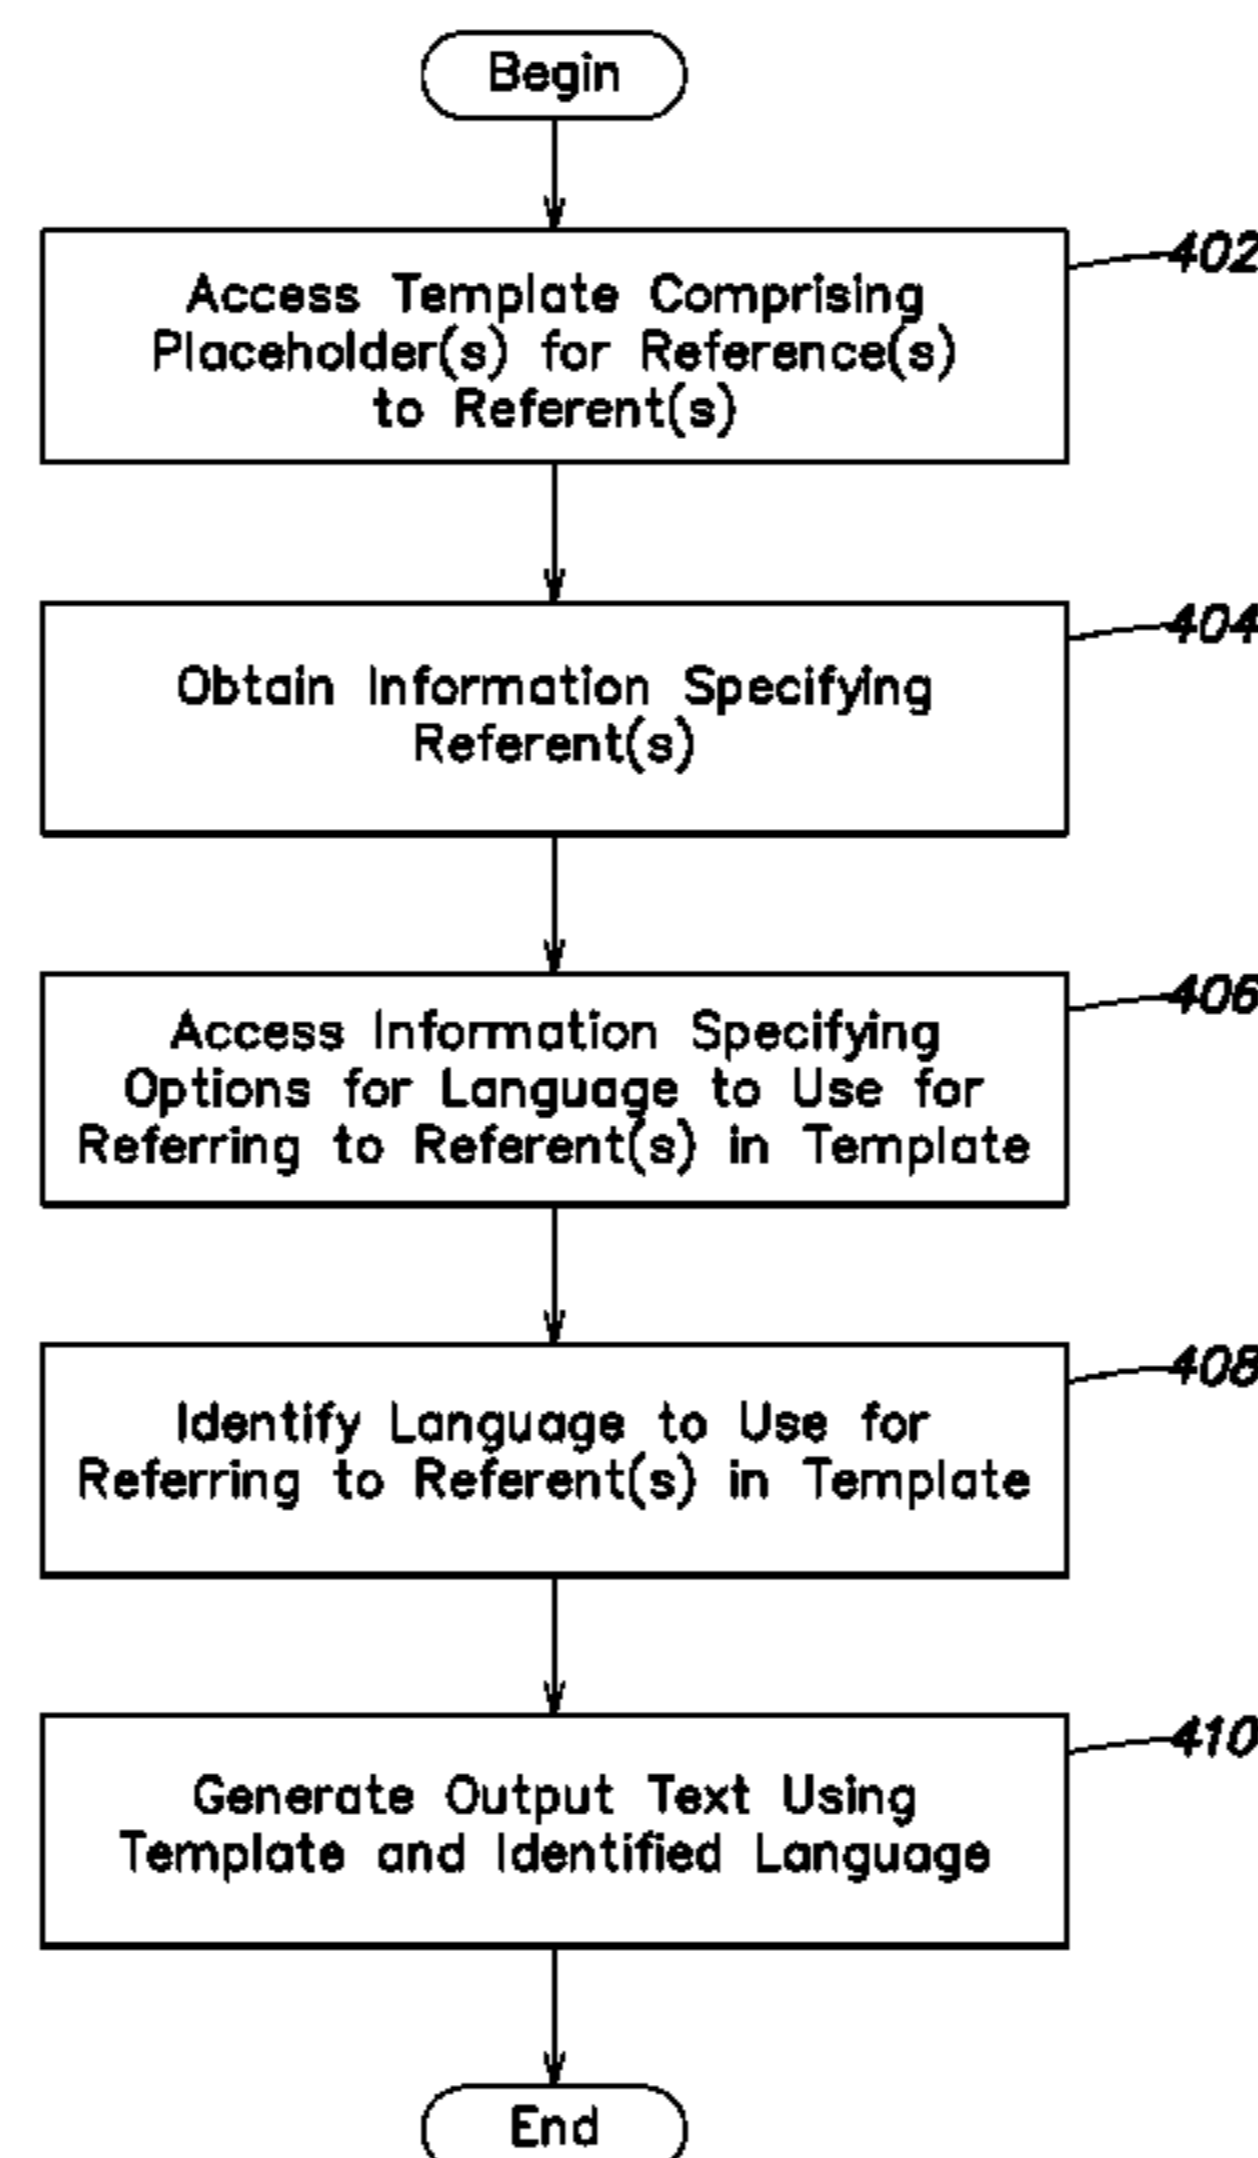 Begin
402
Access Template Comprising
Placeholder(s) for Reference(s)
to Referent(s)
404
Obtain Information Specifying
Referent(s)
406
Access Information Specifying
Options for Language to Use for
Referring to Referent(s) in Template
408
Identify Language to Use for
Referring to Referent(s) in Template
410
Generate Output Text Using
Template and Identified Language
End